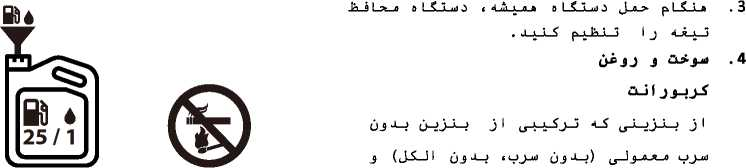 3. هنگام حمل دستگاه همیشه، دستگاه محافظ
تیغه را تنظیم کنید.
4. سوخت و روغن
کربورانت
از بنزینی که ترکیبی از بنزین بدون
سرب معمولی (بدون سرب، بدون الکل) و
25 / 1